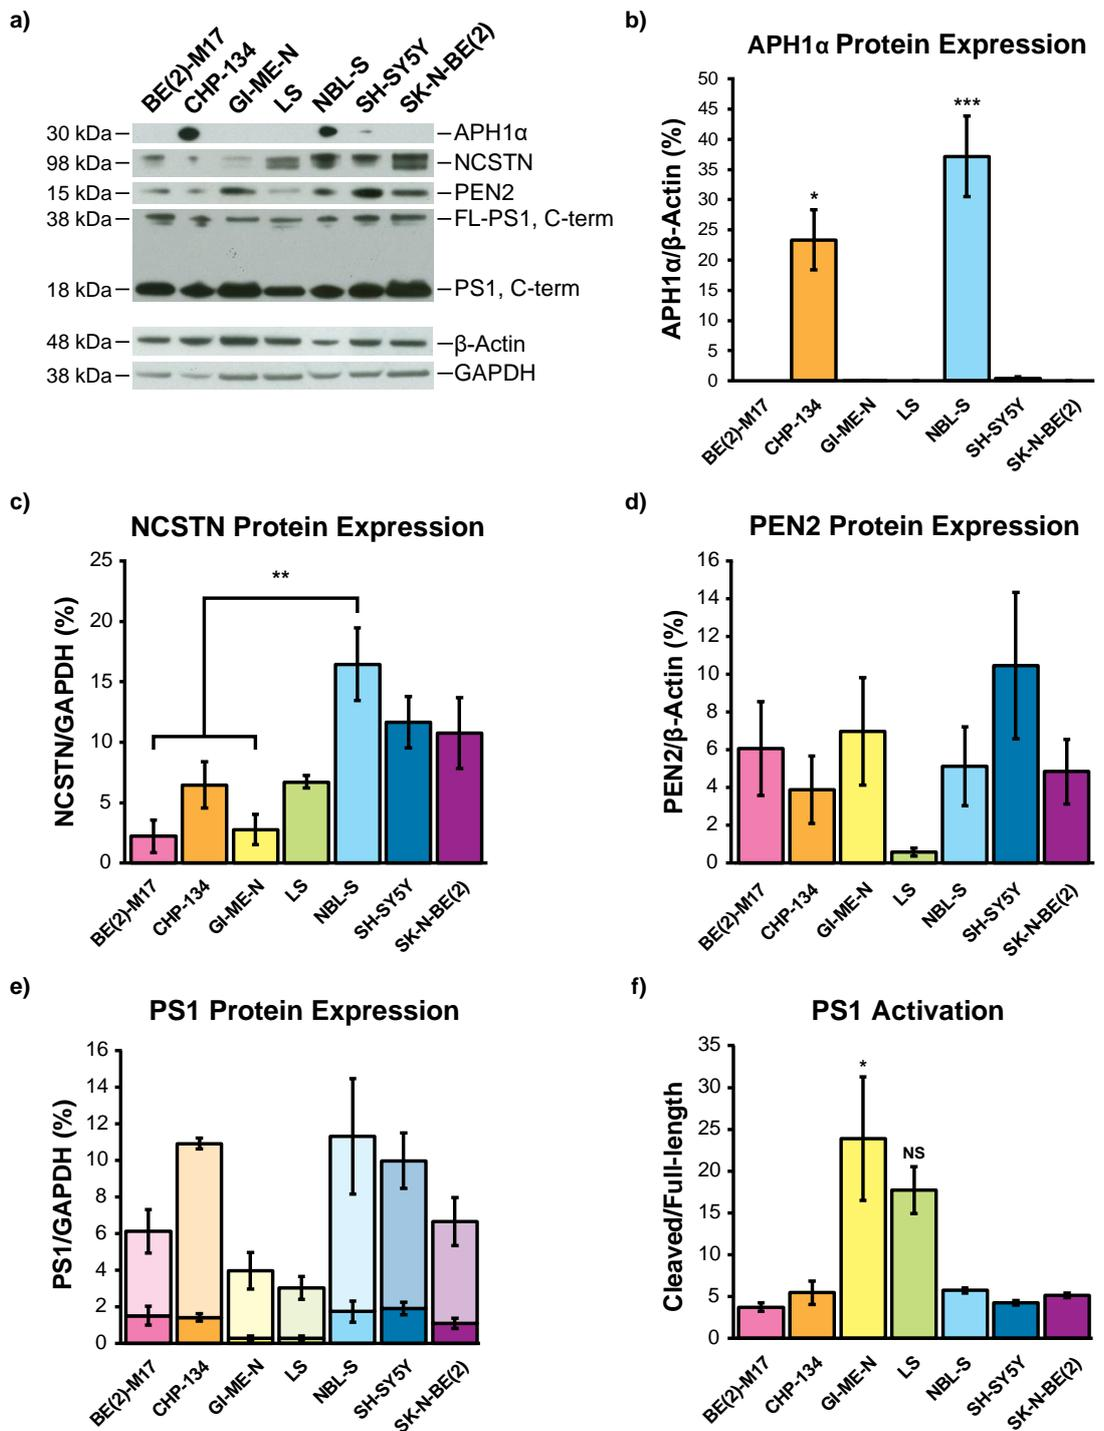 a)
BE(2)-M17
CHP-134
GI-ME-N
LS
NBL-S
SH-SY5Y
SK-N-BE(2)
30 kDa
APH1α
98 kDa
NCSTN
15 kDa
PEN2
38 kDa
FL-PS1, C-term
18 kDa
PS1, C-term
48 kDa
β-Actin
38 kDa
GAPDH
b)
APH1α Protein Expression
APH1α/β-Actin (%)
50
45
40
35
30
25
20
15
10
5
0
*
***
BE(2)-M17
CHP-134
GI-ME-N
LS
NBL-S
SH-SY5Y
SK-N-BE(2)
c)
NCSTN Protein Expression
NCSTN/GAPDH (%)
25
20
15
10
5
0
**
BE(2)-M17
CHP-134
GI-ME-N
LS
NBL-S
SH-SY5Y
SK-N-BE(2)
d)
PEN2 Protein Expression
PEN2/β-Actin (%)
16
14
12
10
8
6
4
2
0
BE(2)-M17
CHP-134
GI-ME-N
LS
NBL-S
SH-SY5Y
SK-N-BE(2)
e)
PS1 Protein Expression
PS1/GAPDH (%)
16
14
12
10
8
6
4
2
0
BE(2)-M17
CHP-134
GI-ME-N
LS
NBL-S
SH-SY5Y
SK-N-BE(2)
f)
PS1 Activation
Cleaved/Full-length
35
30
25
20
15
10
5
0
*
NS
BE(2)-M17
CHP-134
GI-ME-N
LS
NBL-S
SH-SY5Y
SK-N-BE(2)